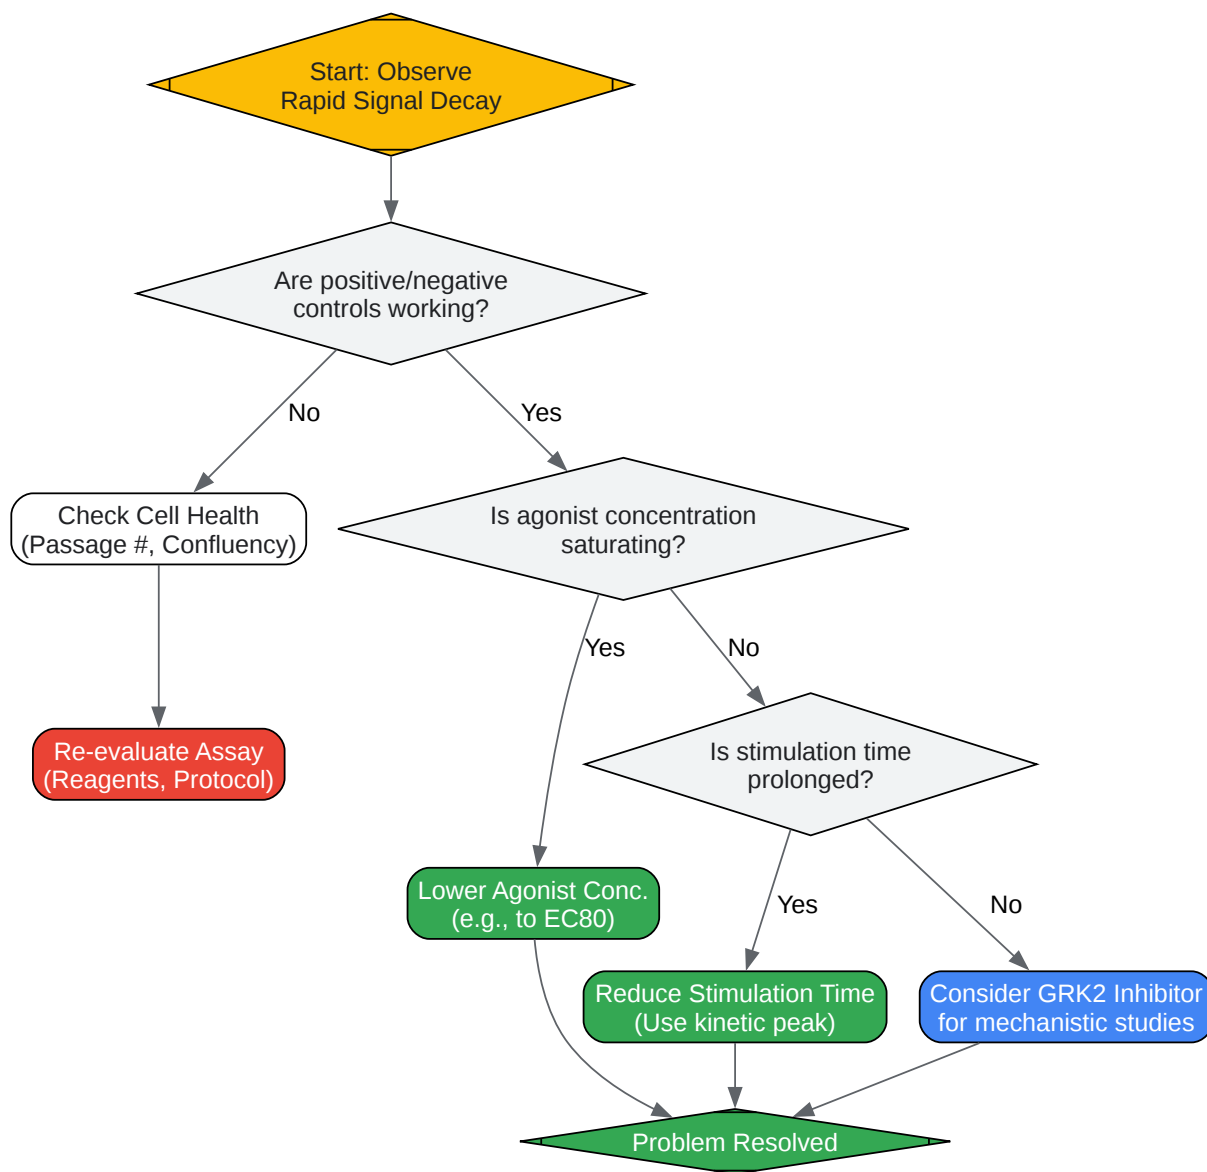 Start: Observe
Rapid Signal Decay
Are positive/negative
controls working?
No
Yes
Check Cell Health
(Passage #, Confluency)
Is agonist concentration
saturating?
Yes
No
Re-evaluate Assay
(Reagents, Protocol)
Is stimulation time
prolonged?
Lower Agonist Conc.
(e.g., to EC80)
Yes
No
Reduce Stimulation Time
(Use kinetic peak)
Consider GRK2 Inhibitor
for mechanistic studies
Problem Resolved